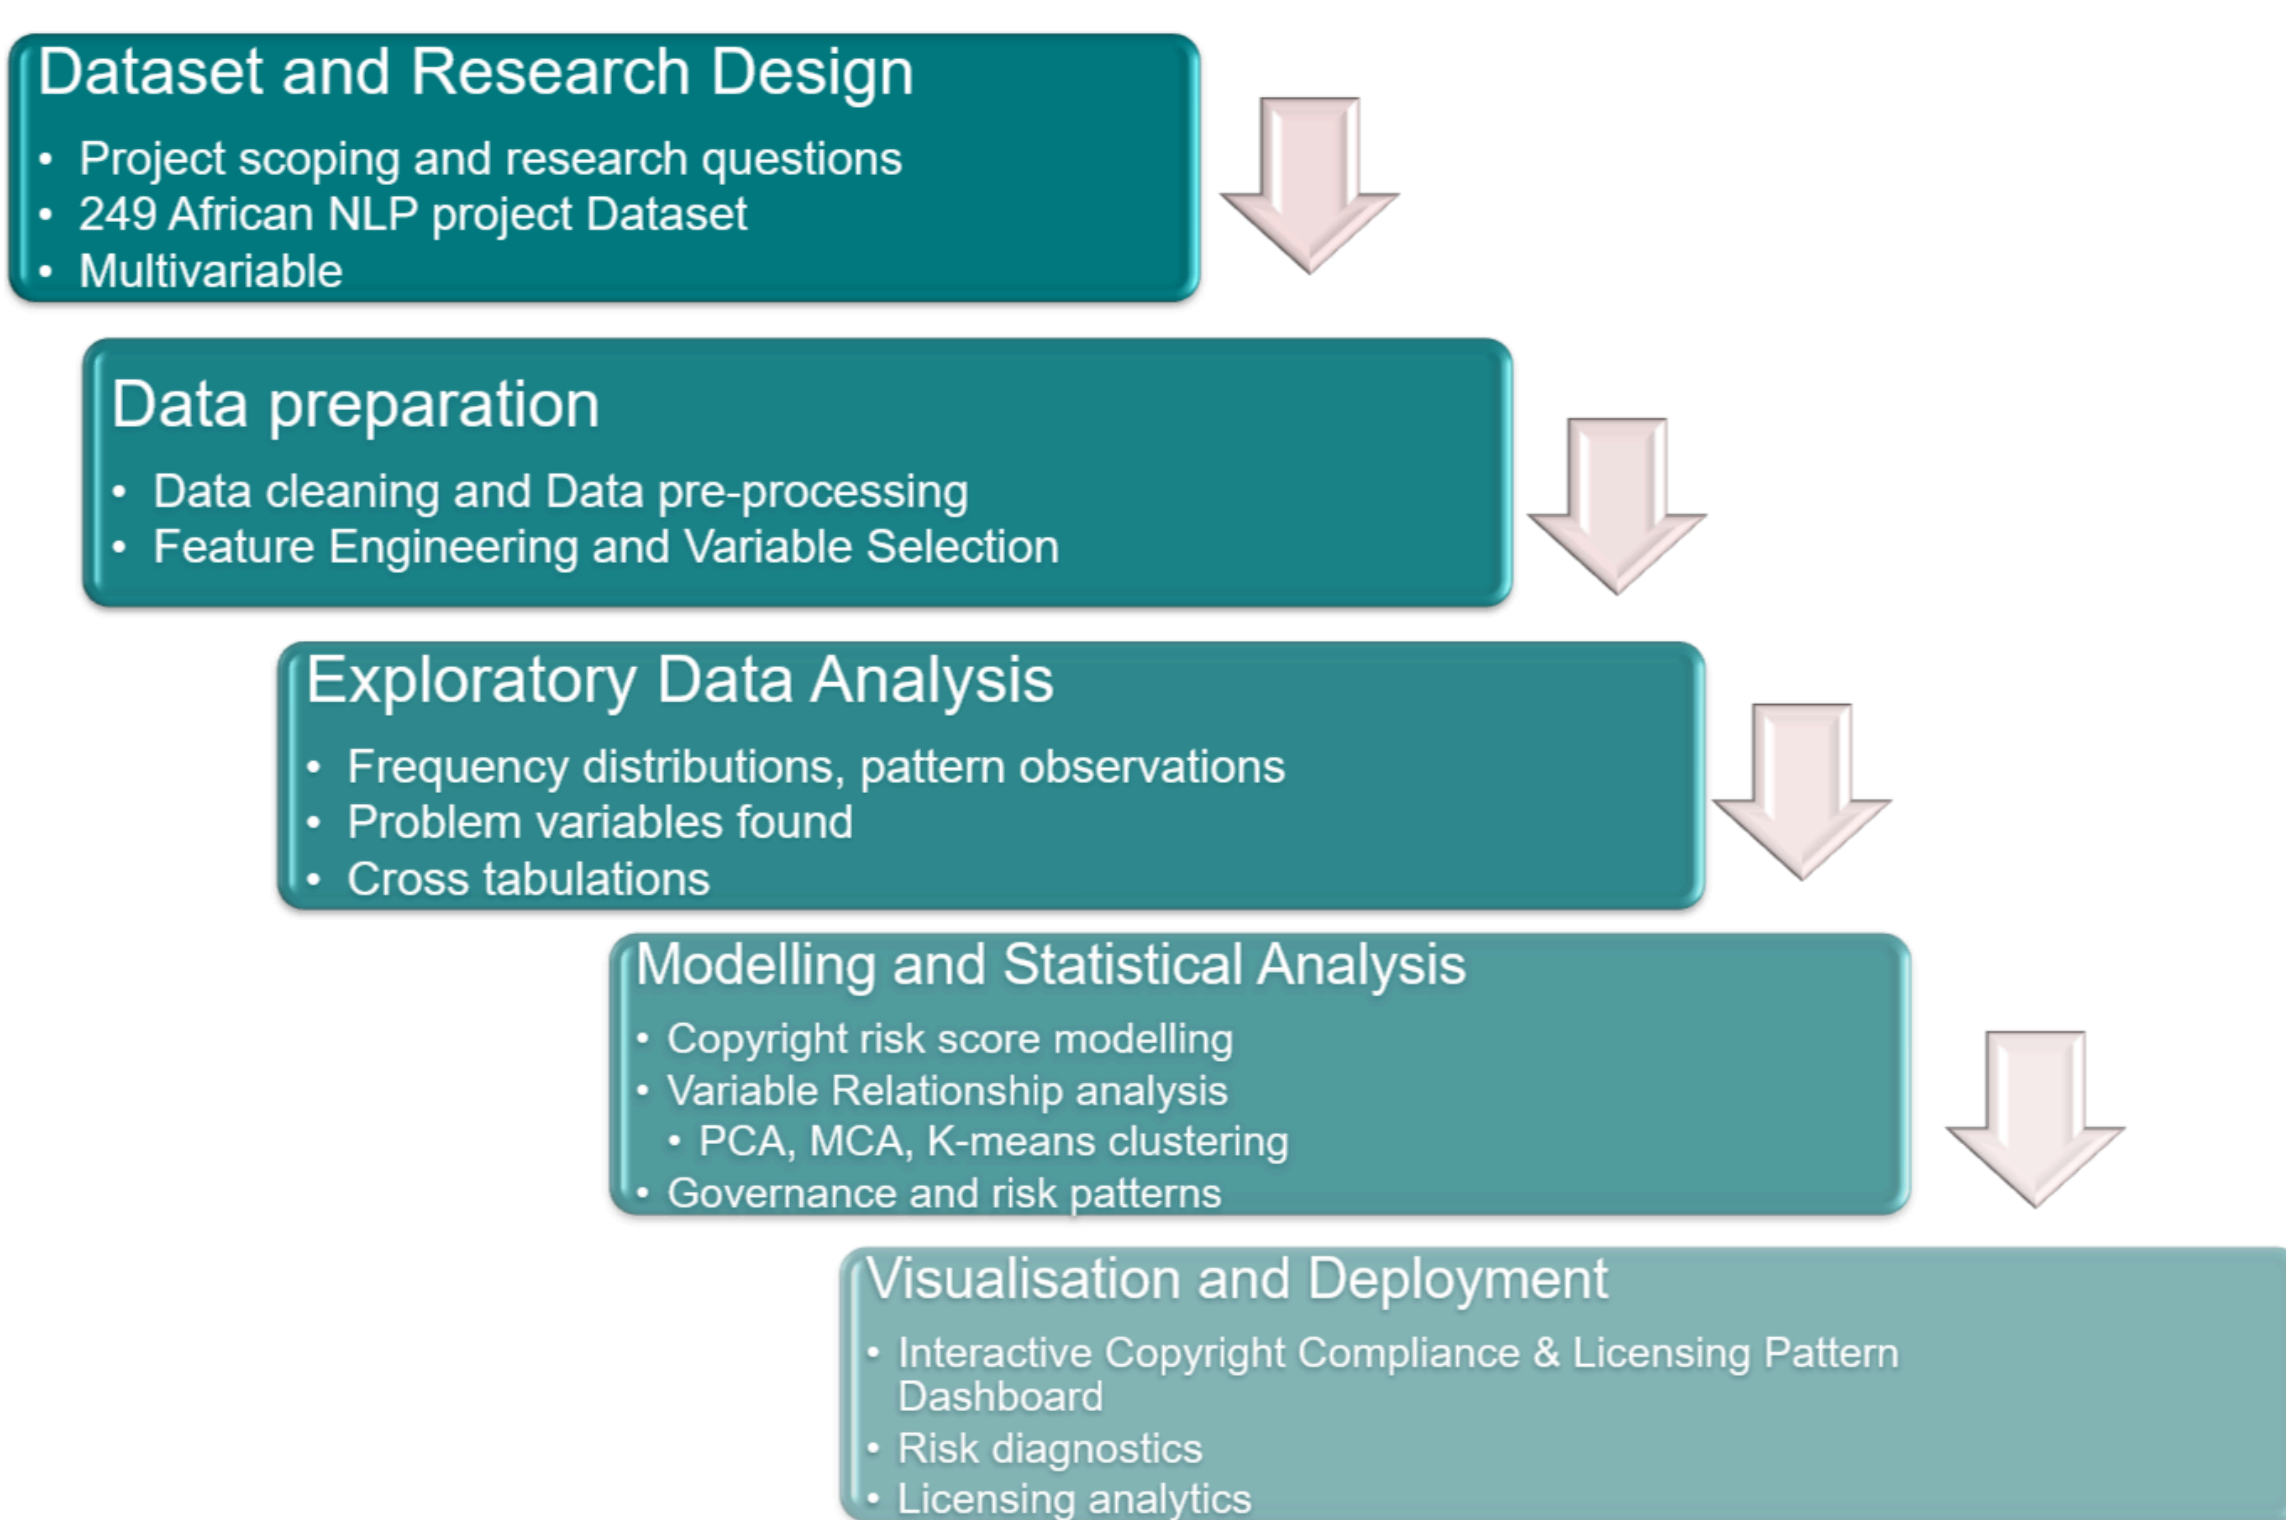 Dataset and Research Design
• Project scoping and research questions
• 249 African NLP project Dataset
• Multivariable
Data preparation
• Data cleaning and Data pre-processing
• Feature Engineering and Variable Selection
Exploratory Data Analysis
• Frequency distributions, pattern observations
• Problem variables found
• Cross tabulations
Modelling and Statistical Analysis
• Copyright risk score modelling
• Variable Relationship analysis
• PCA, MCA, K-means clustering
• Governance and risk patterns
Visualisation and Deployment
• Interactive Copyright Compliance & Licensing Pattern
Dashboard
• Risk diagnostics
• Licensing analytics